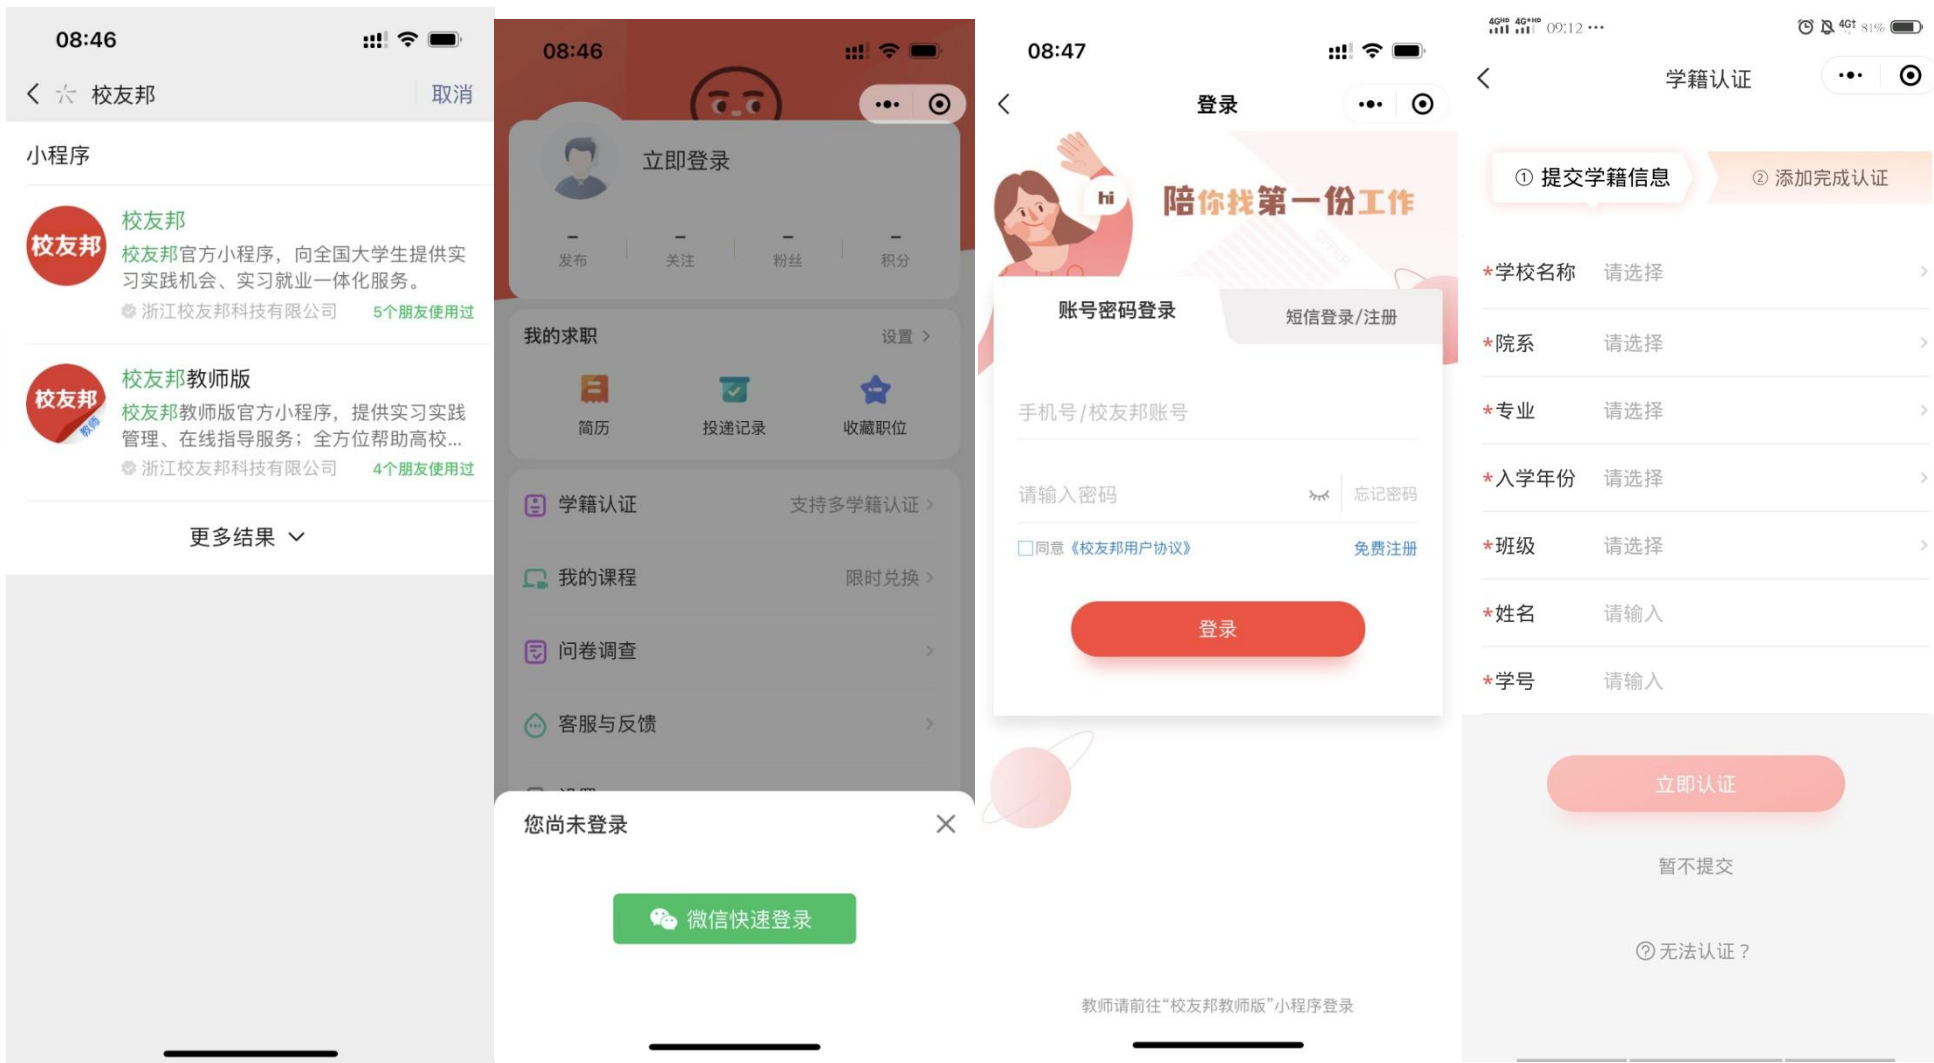 08:46
校友邦
取消
小程序
校友邦
校友邦
校友邦官方小程序，向全国大学生提供实
习实践机会、实习就业一体化服务。
浙江校友邦科技有限公司 5个朋友使用过
校友邦
教师
校友邦教师版
校友邦教师版官方小程序，提供实习实践
管理、在线指导服务；全方位帮助高校...
浙江校友邦科技有限公司 4个朋友使用过
更多结果
08:46
立即登录
发布 关注 粉丝 积分
我的求职 设置
简历 投递记录 收藏职位
学籍认证 支持多学籍认证
我的课程 限时兑换
问卷调查
客服与反馈
您尚未登录
微信快速登录
08:47
登录
hi
陪你找第一份工作
OFFER
账号密码登录 短信登录/注册
手机号/校友邦账号
请输入密码 忘记密码
同意《校友邦用户协议》 免费注册
登录
教师请前往“校友邦教师版”小程序登录
4GHD 4G+HD 09:12 ··· 81%
学籍认证
① 提交学籍信息 ② 添加完成认证
*学校名称 请选择
*院系 请选择
*专业 请选择
*入学年份 请选择
*班级 请选择
*姓名 请输入
*学号 请输入
立即认证
暂不提交
?无法认证？